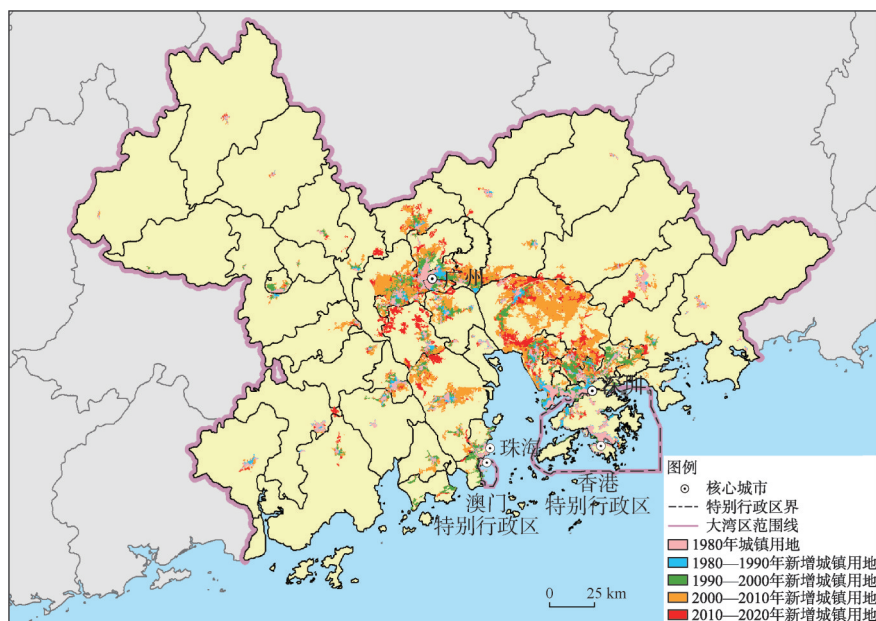 广州
深圳
珠海
澳门
特别行政区
香港
特别行政区
图例
核心城市
特别行政区界
大湾区范围线
1980年城镇用地
1980—1990年新增城镇用地
1990—2000年新增城镇用地
2000—2010年新增城镇用地
2010—2020年新增城镇用地
0 25 km